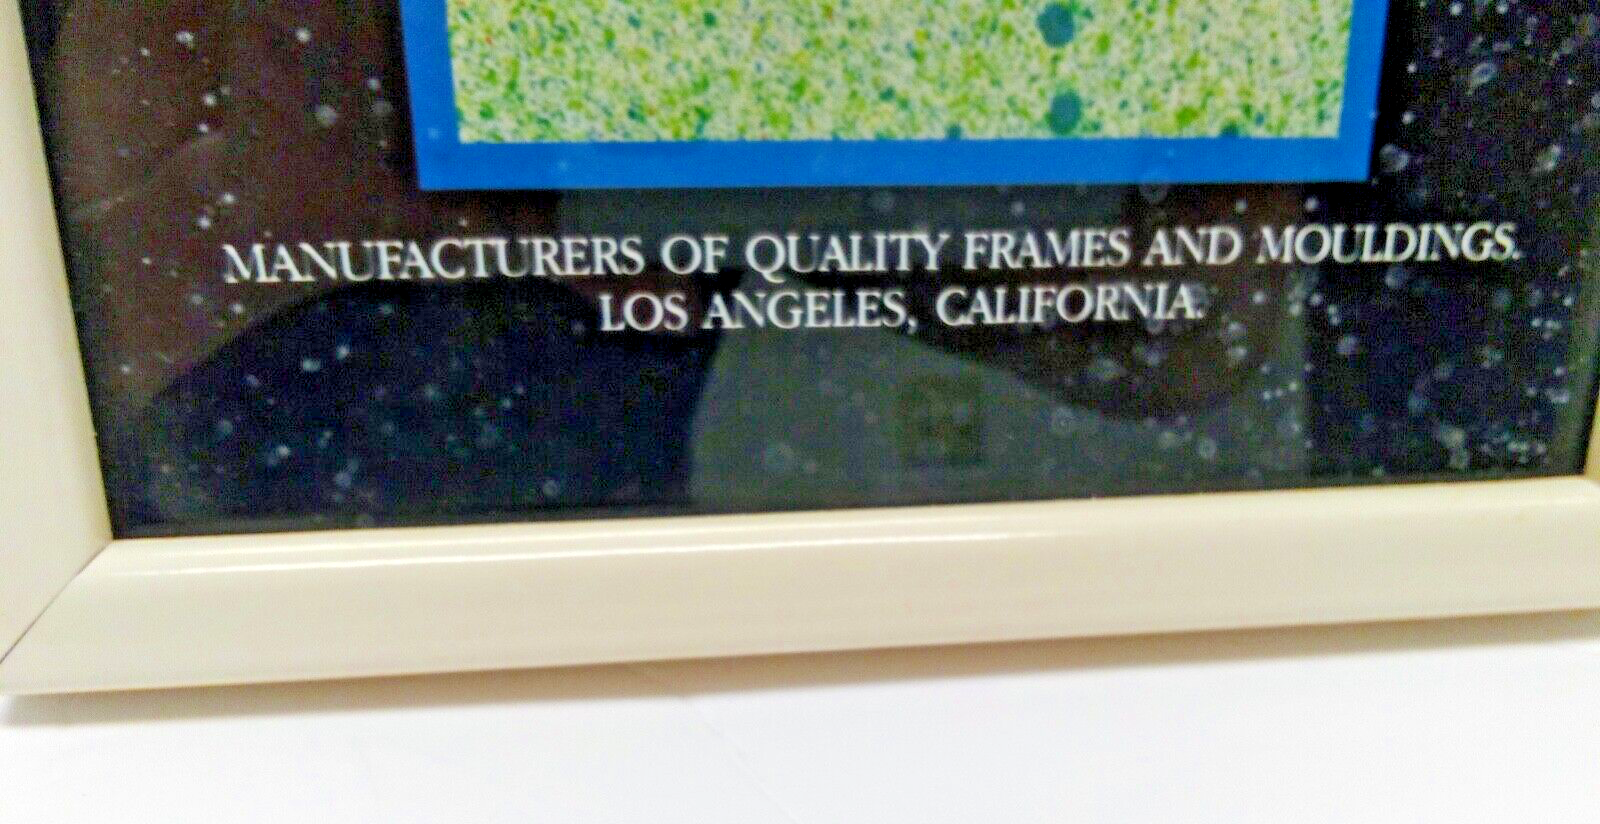 MANUFACTURERS OF QUALITY FRAMES AND MOULDINGS.
LOS ANGELES, CALIFORNIA.